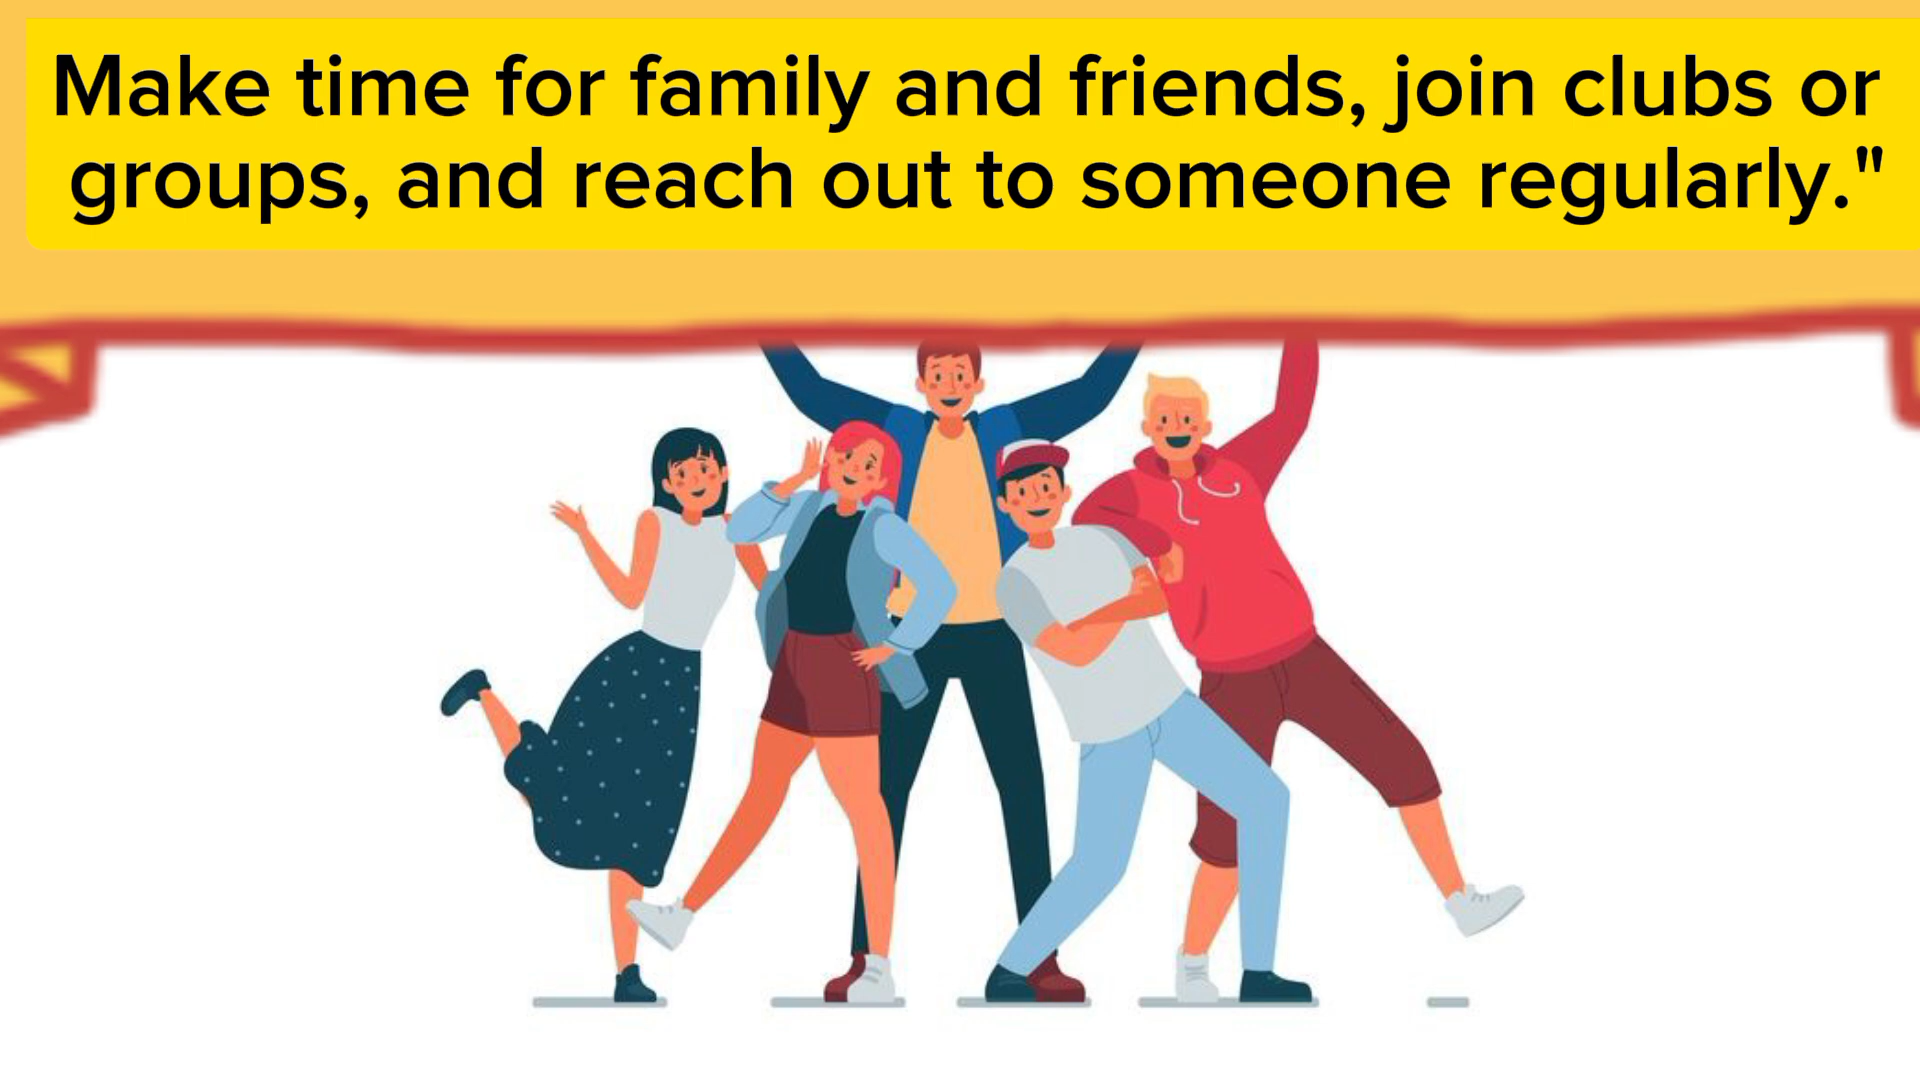 Make time for family and friends, join clubs or
groups, and reach out to someone regularly."